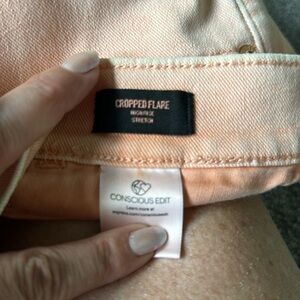 CROPPED FLARE
HIGH RISE
STRETCH
CONSCIOUS EDIT
Learn more at
express.com/consciousedit